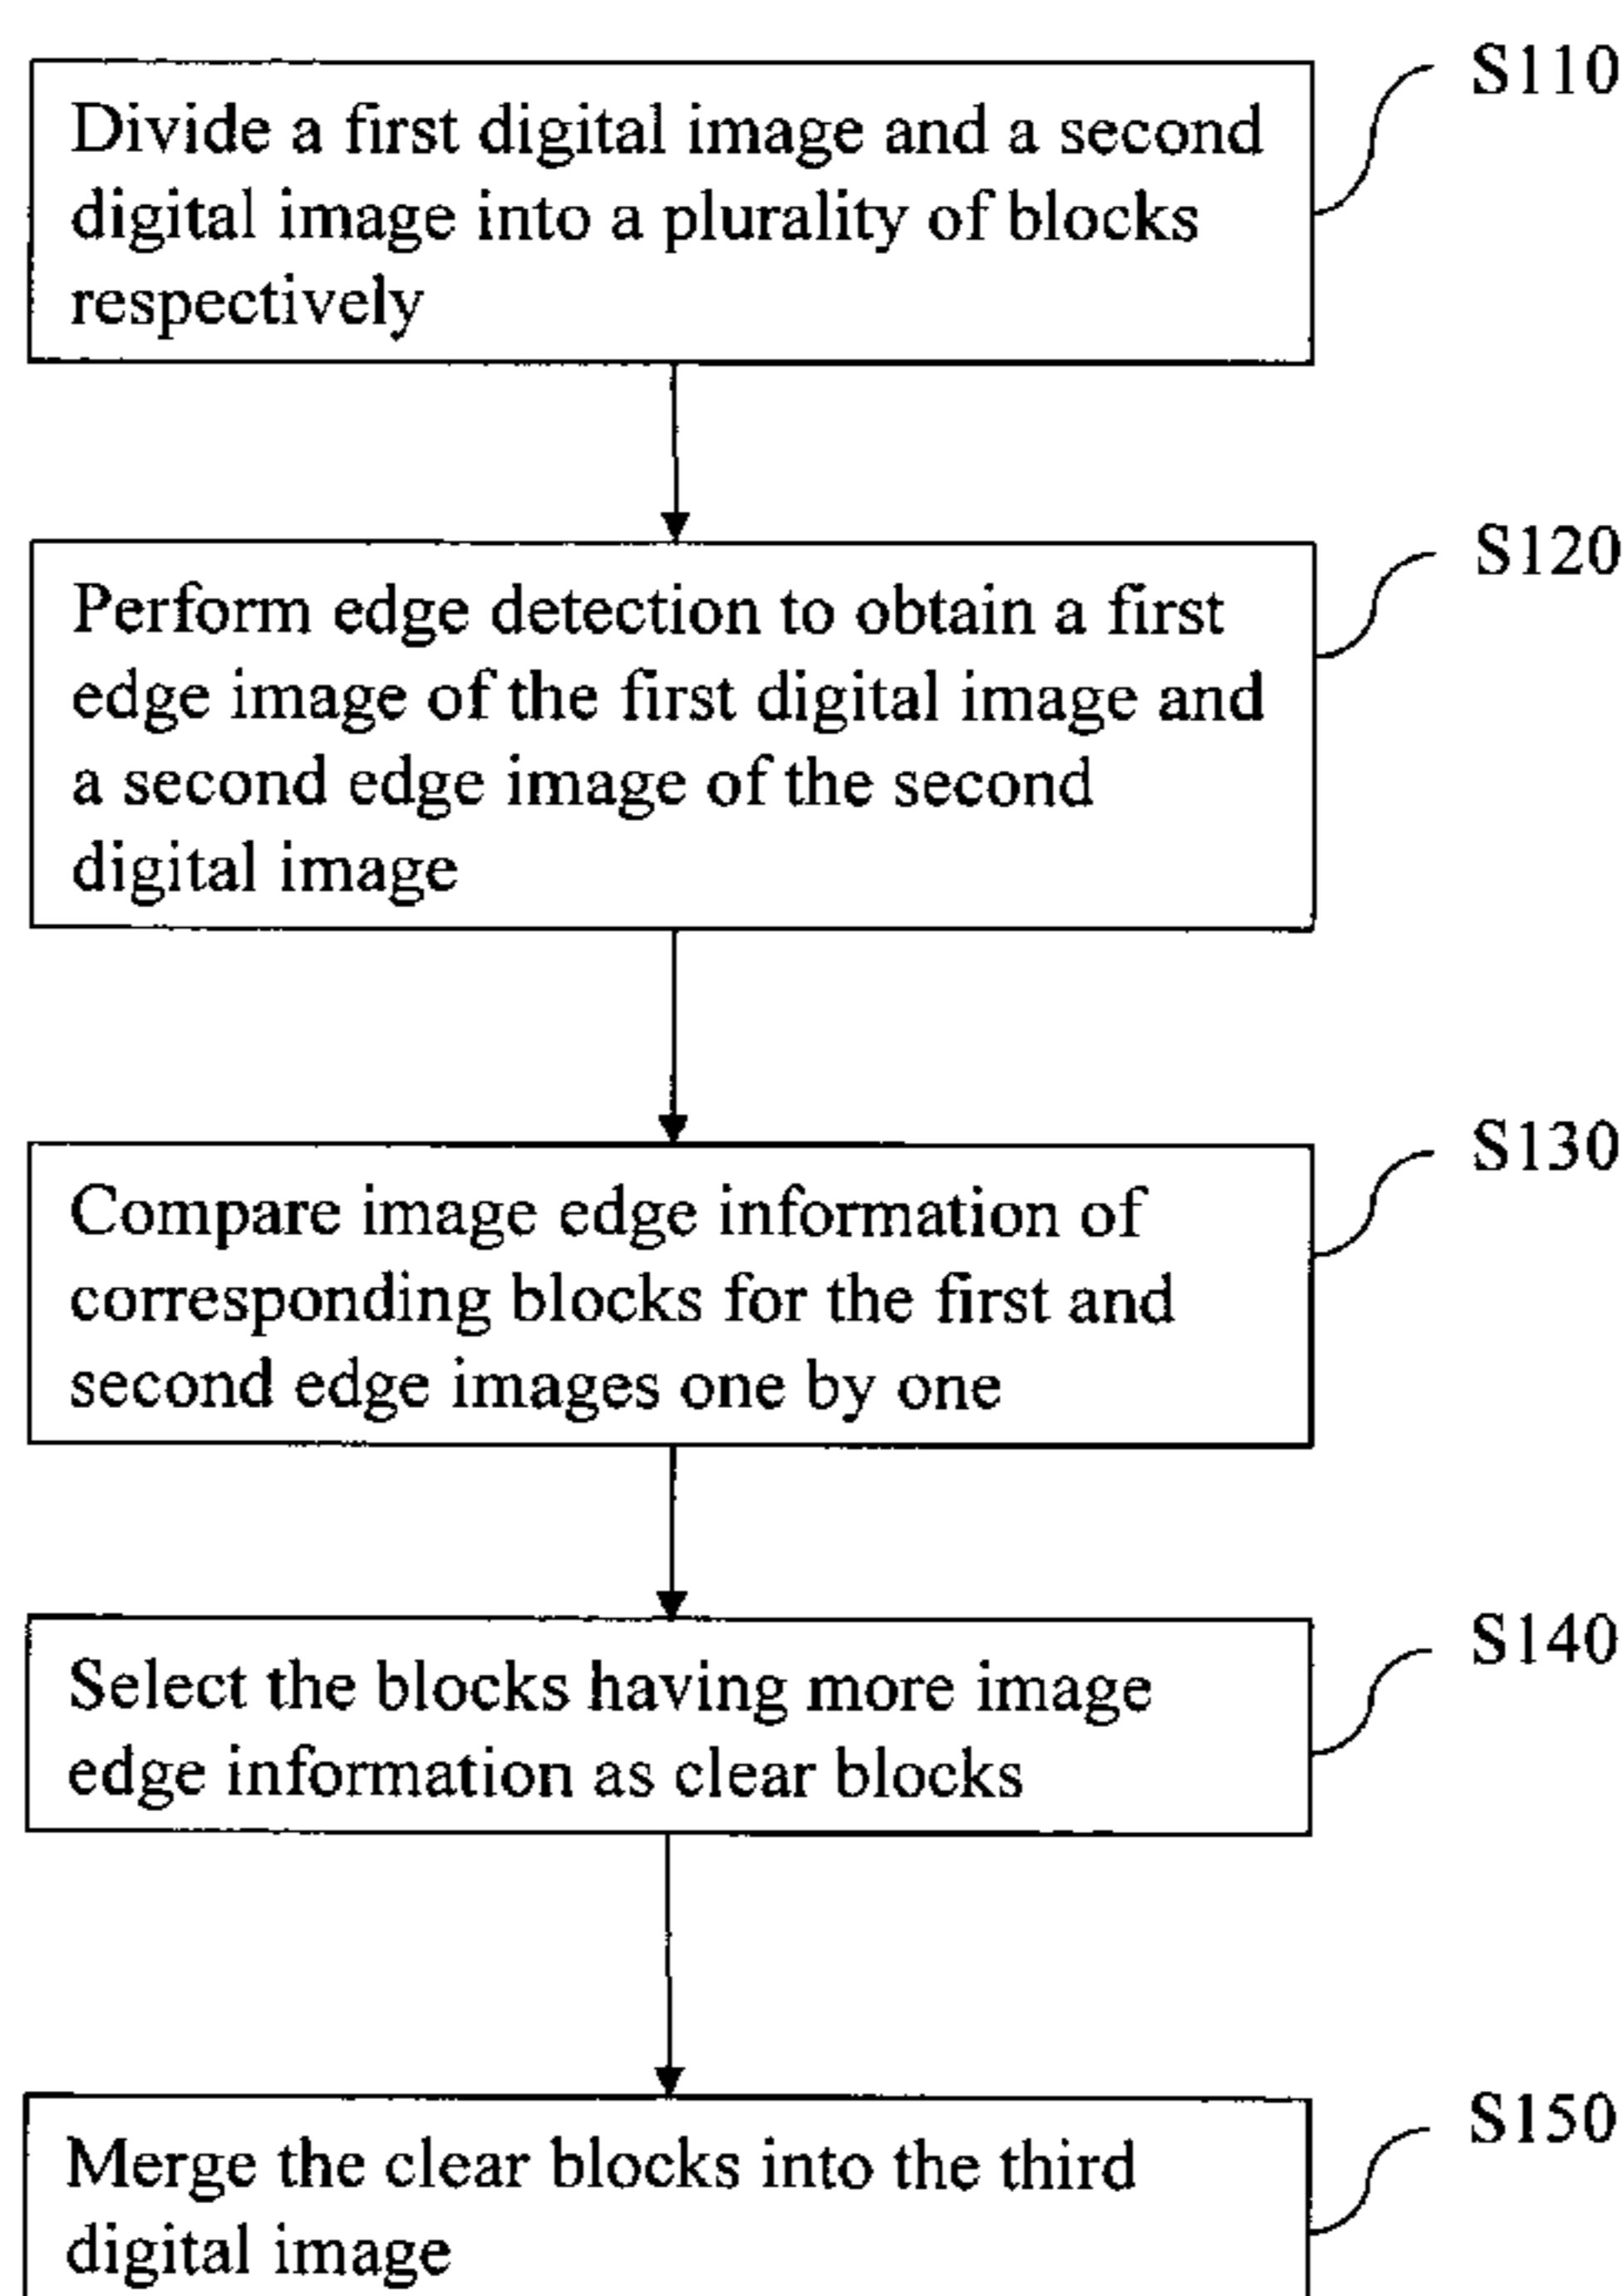 S110
Divide a first digital image and a second
digital image into a plurality of blocks
respectively
S120
Perform edge detection to obtain a first
edge image of the first digital image and
a second edge image of the second
digital image
S130
Compare image edge information of
corresponding blocks for the first and
second edge images one by one
S140
Select the blocks having more image
edge information as clear blocks
S150
Merge the clear blocks into the third
digital image